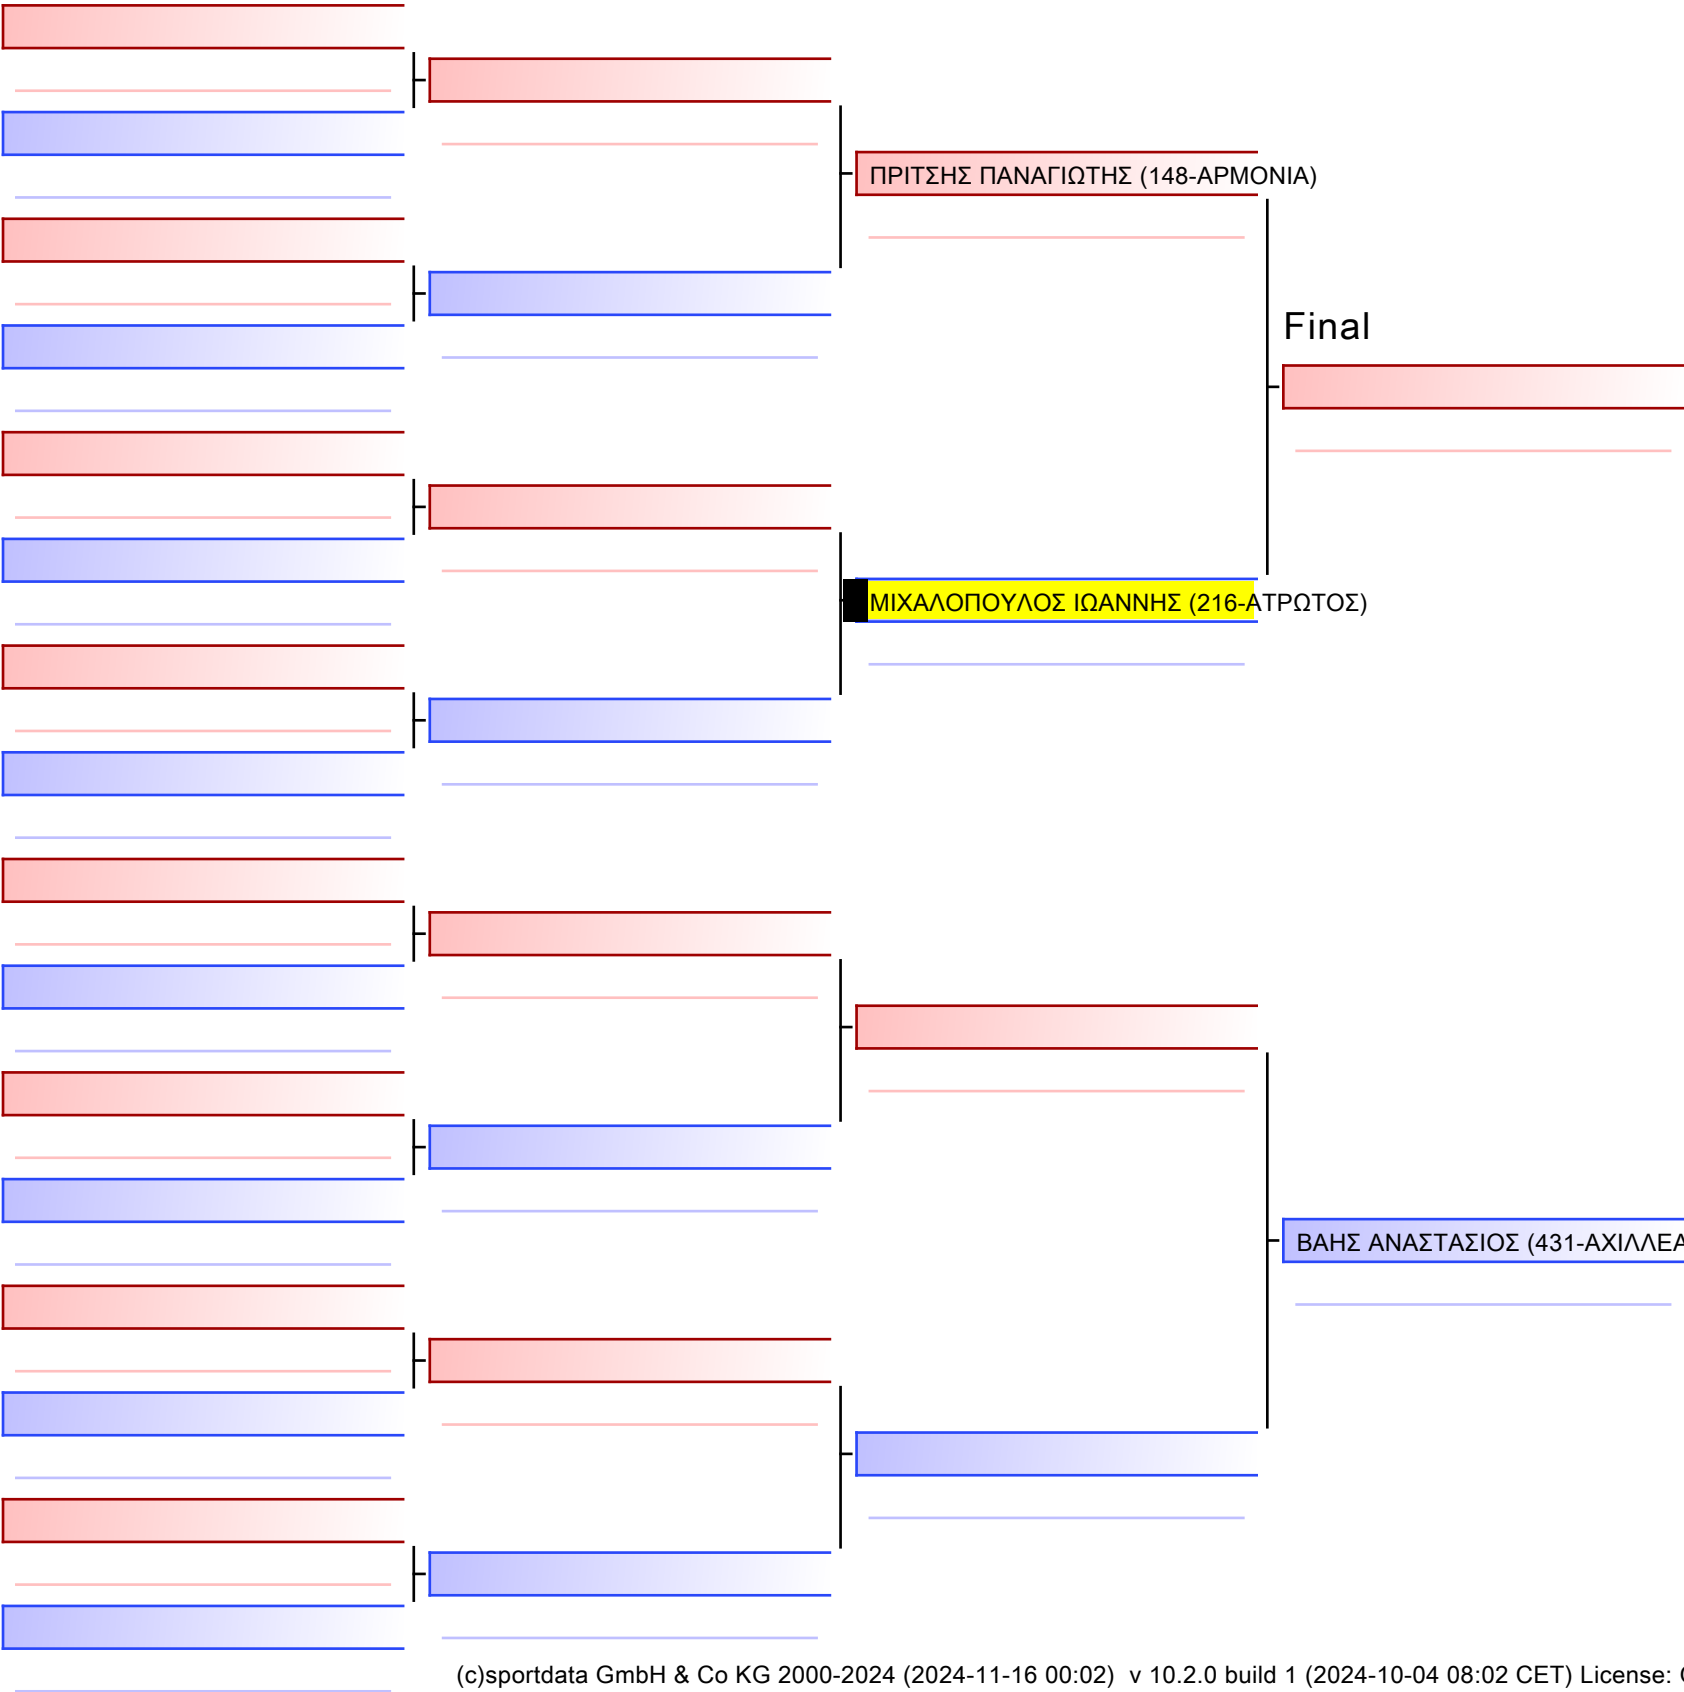 ΠΡΙΤΣΗΣ ΠΑΝΑΓΙΩΤΗΣ (148-ΑΡΜΟΝΙΑ)
Final
ΜΙΧΑΛΟΠΟΥΛΟΣ ΙΩΑΝΝΗΣ (216-ΑΤΡΩΤΟΣ)
ΒΑΗΣ ΑΝΑΣΤΑΣΙΟΣ (431-ΑΧΙΛΛΕΑ
(c)sportdata GmbH & Co KG 2000-2024 (2024-11-16 00:02) v 10.2.0 build 1 (2024-10-04 08:02 CET) License: